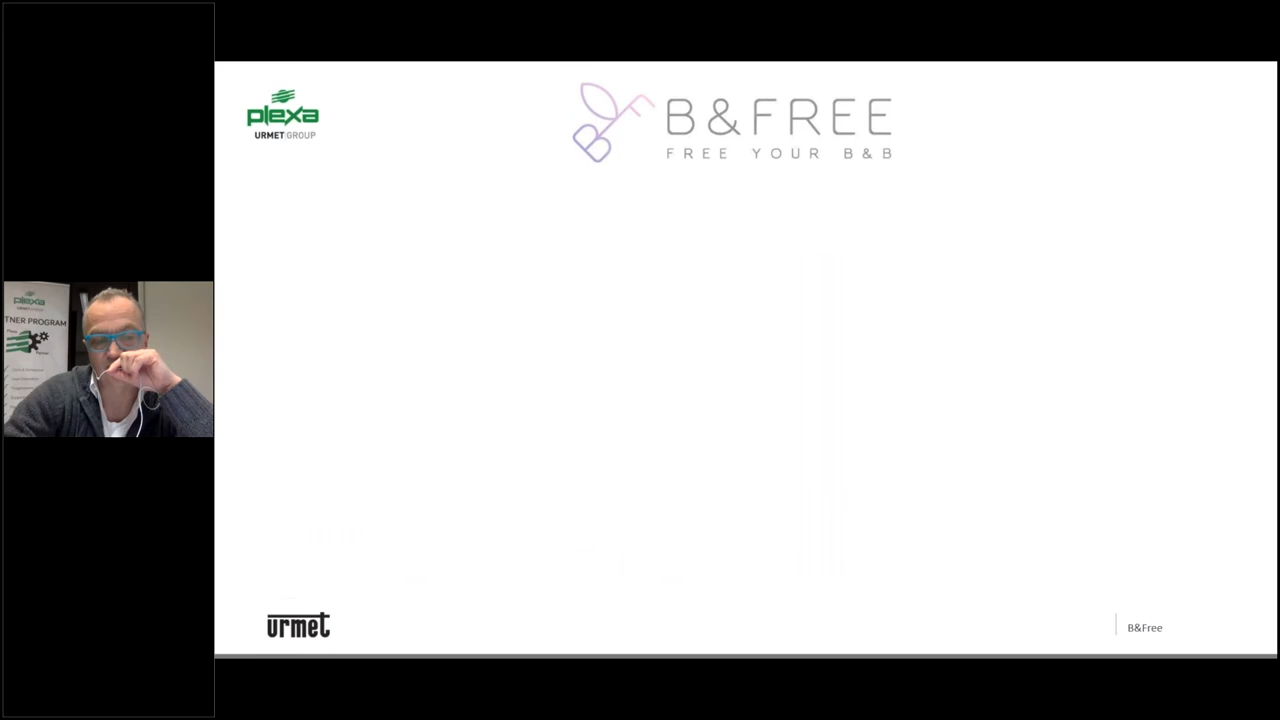 plexa
URMET GROUP
B&FREE
FREE YOUR B&B
plexa
TNER PROGRAM
urmet
B&Free